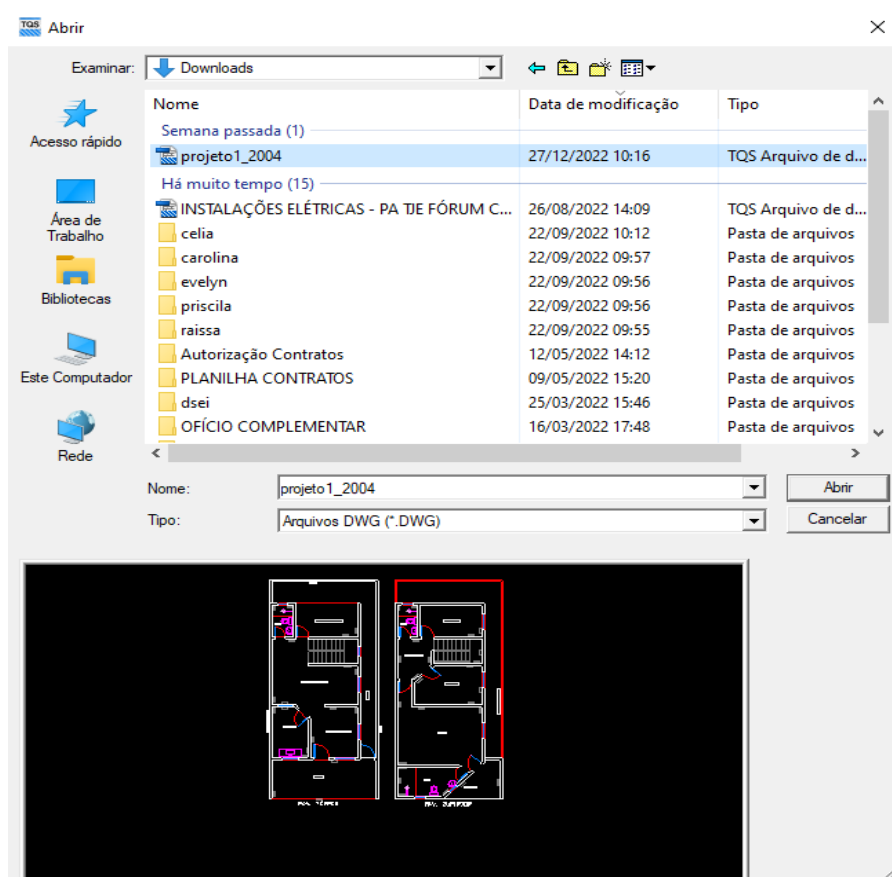 TQS Abrir
Examinar: Downloads
Nome Data de modificação Tipo
Acesso rápido
Semana passada (1)
projeto1_2004 27/12/2022 10:16 TQS Arquivo de d...
Há muito tempo (15)
INSTALAÇÕES ELÉTRICAS - PA TJE FÓRUM C... 26/08/2022 14:09 TQS Arquivo de d...
Área de Trabalho
celia 22/09/2022 10:12 Pasta de arquivos
carolina 22/09/2022 09:57 Pasta de arquivos
evelyn 22/09/2022 09:56 Pasta de arquivos
Bibliotecas
priscila 22/09/2022 09:56 Pasta de arquivos
raissa 22/09/2022 09:55 Pasta de arquivos
Autorização Contratos 12/05/2022 14:12 Pasta de arquivos
Este Computador
PLANILHA CONTRATOS 09/05/2022 15:20 Pasta de arquivos
dsei 25/03/2022 15:46 Pasta de arquivos
OFÍCIO COMPLEMENTAR 16/03/2022 17:48 Pasta de arquivos
Rede
Nome: projeto1_2004 Abrir
Tipo: Arquivos DWG (*.DWG) Cancelar